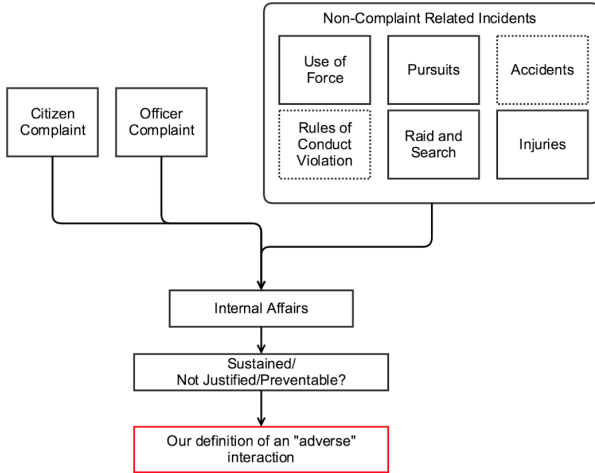 Non-Complaint Related Incidents
Use of
Force
Pursuits
Accidents
Rules of
Conduct
Violation
Raid and
Search
Injuries
Citizen
Complaint
Officer
Complaint
Internal Affairs
Sustained/
Not Justified/Preventable?
Our definition of an "adverse"
interaction